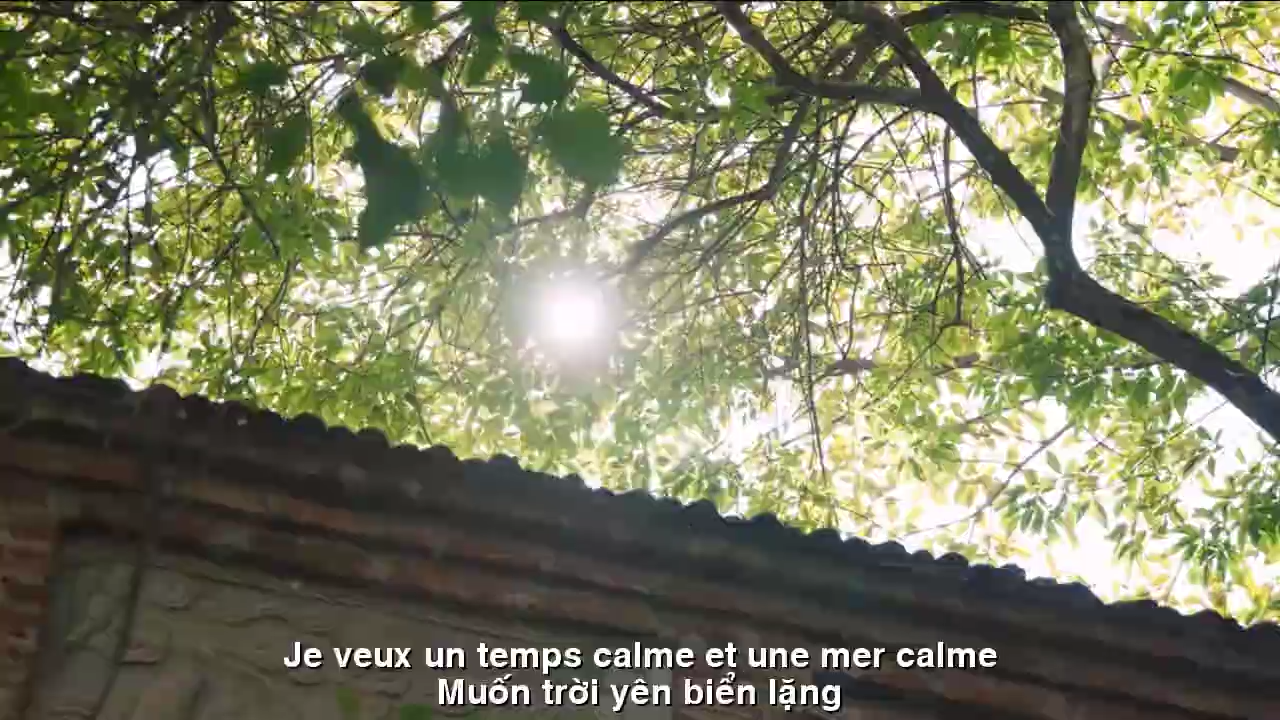 Je veux un temps calme et une mer calme
Muốn trời yên biển lặng